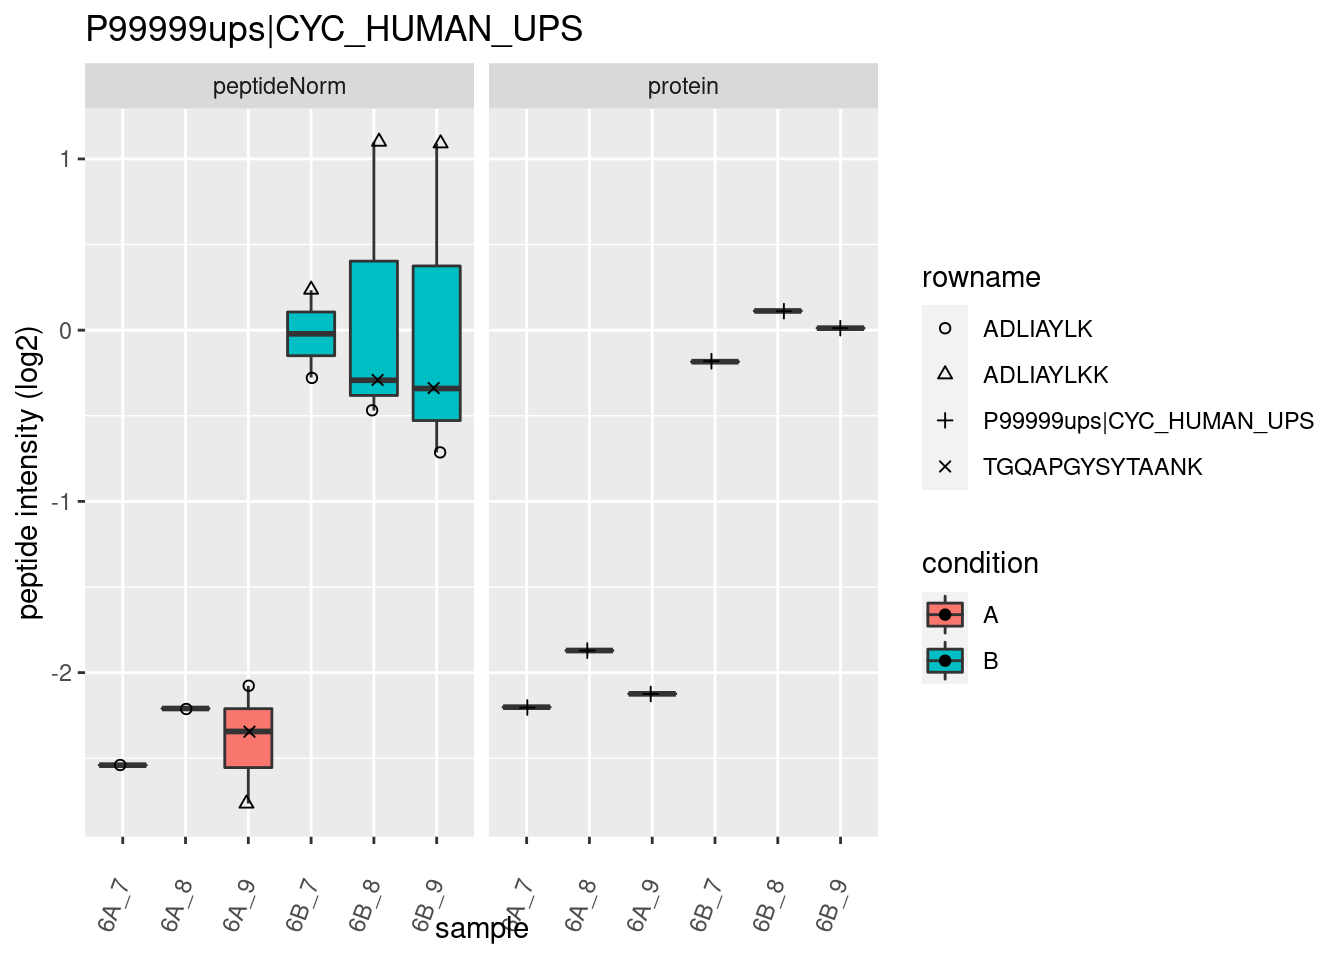 P99999ups|CYC_HUMAN_UPS
peptideNorm
protein
peptide intensity (log2)
1
0
-1
-2
6A_7
6A_8
6A_9
6B_7
6B_8
6B_9
6A_7
6A_8
6A_9
6B_7
6B_8
6B_9
sample
rowname
ADLIAYLK
ADLIAYLKK
P99999ups|CYC_HUMAN_UPS
TGQAPGYSYTAANK
condition
A
B